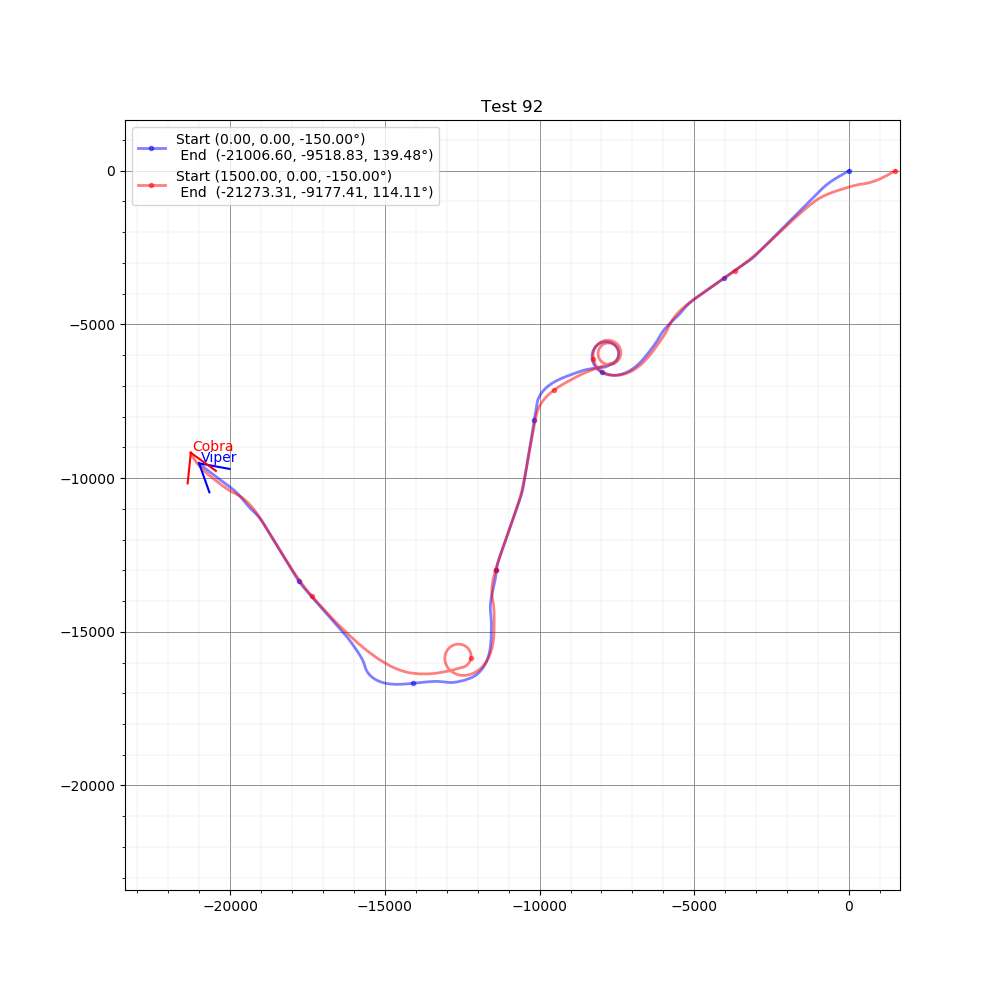 Test 92
Start (0.00, 0.00, -150.00°)
End (-21006.60, -9518.83, 139.48°)
Start (1500.00, 0.00, -150.00°)
End (-21273.31, -9177.41, 114.11°)
0
−5000
−10000
−15000
−20000
Cobra
Viper
−20000
−15000
−10000
−5000
0